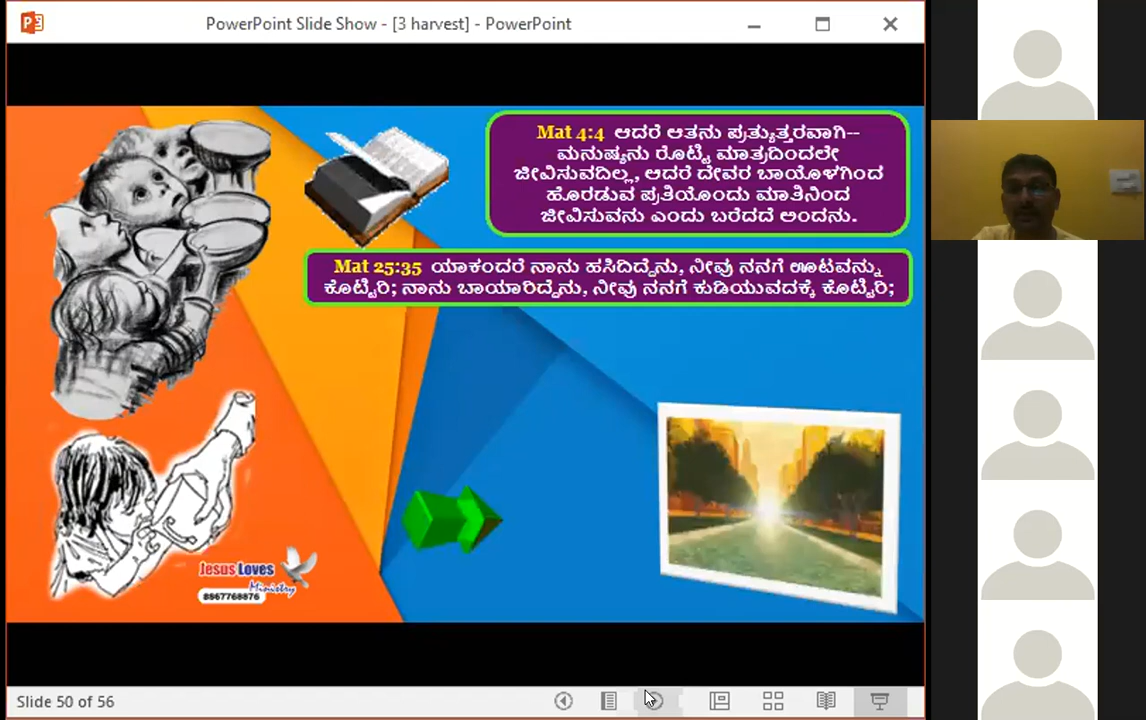 PowerPoint Slide Show - [3 harvest] - PowerPoint
Mat 4:4 ಆದರೆ ಆತನು ಪ್ರತ್ಯುತ್ತರವಾಗಿ--
ಮನುಷ್ಯನು ರೊಟ್ಟಿ ಮಾತ್ರದಿಂದಲೇ
ಜೀವಿಸುವದಿಲ್ಲ, ಆದರೆ ದೇವರ ಬಾಯೊಳಗಿಂದ
ಹೊರಡುವ ಪ್ರತಿಯೊಂದು ಮಾತಿನಿಂದ
ಜೀವಿಸುವನು ಎಂದು ಬರೆದದೆ ಅಂದನು.
Mat 25:35 ಯಾಕಂದರೆ ನಾನು ಹಸಿದಿದ್ದೆನು, ನೀವು ನನಗೆ ಊಟವನ್ನು
ಕೊಟ್ಟಿರಿ; ನಾನು ಬಾಯಾರಿದ್ದೆನು, ನೀವು ನನಗೆ ಕುಡಿಯುವದಕ್ಕೆ ಕೊಟ್ಟಿರಿ;
Jesus Loves
Ministry
8867768876
Slide 50 of 56